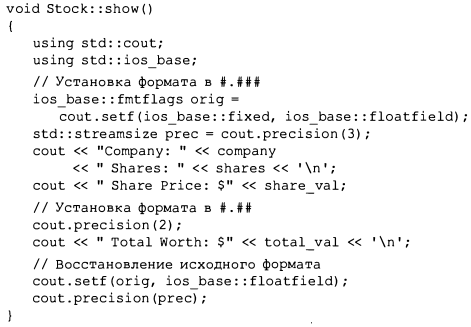 void Stock::show()
{
    using std::cout;
    using std::ios_base;
    // Установка формата в #.###
    ios_base::fmtflags orig =
        cout.setf(ios_base::fixed, ios_base::floatfield);
    std::streamsize prec = cout.precision(3);
    cout << "Company: " << company
         << " Shares: " << shares << '\n';
    cout << " Share Price: $" << share_val;
    // Установка формата в #.##
    cout.precision(2);
    cout << " Total Worth: $" << total_val << '\n';
    // Восстановление исходного формата
    cout.setf(orig, ios_base::floatfield);
    cout.precision(prec);
}